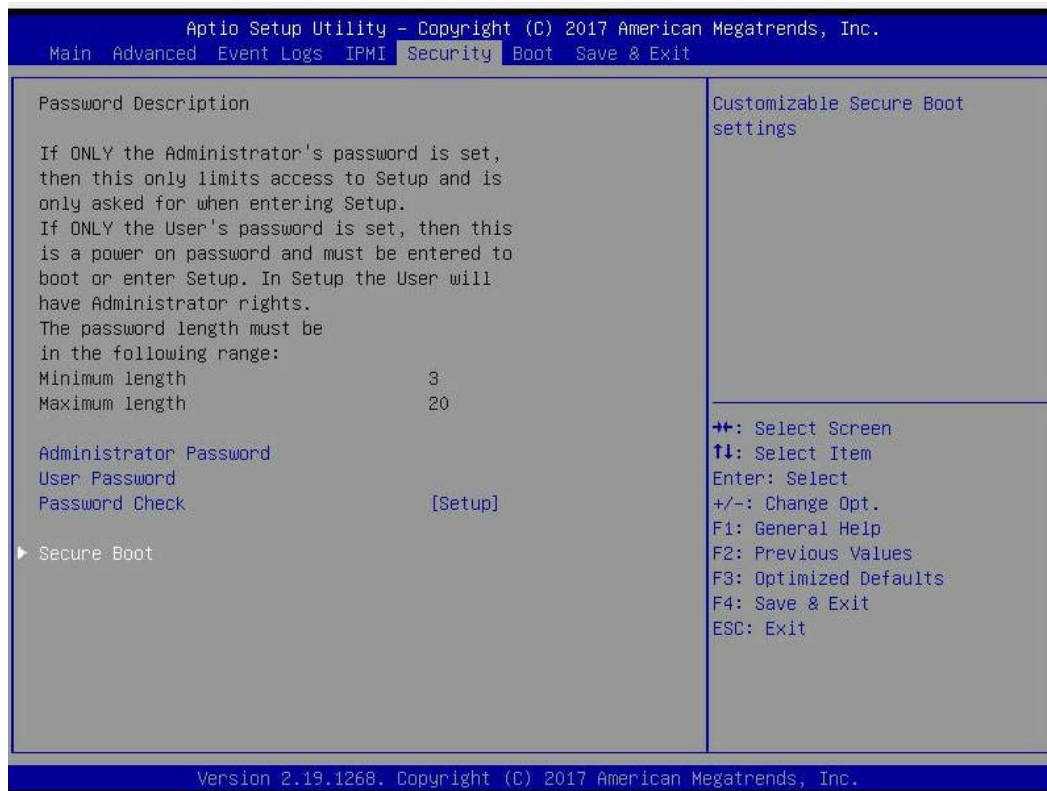 Aptio Setup Utility – Copyright (C) 2017 American Megatrends, Inc.
Main Advanced Event Logs IPMI Security Boot Save & Exit
Password Description
If ONLY the Administrator's password is set,
then this only limits access to Setup and is
only asked for when entering Setup.
If ONLY the User's password is set, then this
is a power on password and must be entered to
boot or enter Setup. In Setup the User will
have Administrator rights.
The password length must be
in the following range:
Minimum length 3
Maximum length 20
Administrator Password
User Password
Password Check [Setup]
Secure Boot
Customizable Secure Boot
settings
→←: Select Screen
↑↓: Select Item
Enter: Select
+/-: Change Opt.
F1: General Help
F2: Previous Values
F3: Optimized Defaults
F4: Save & Exit
ESC: Exit
Version 2.19.1268. Copyright (C) 2017 American Megatrends, Inc.